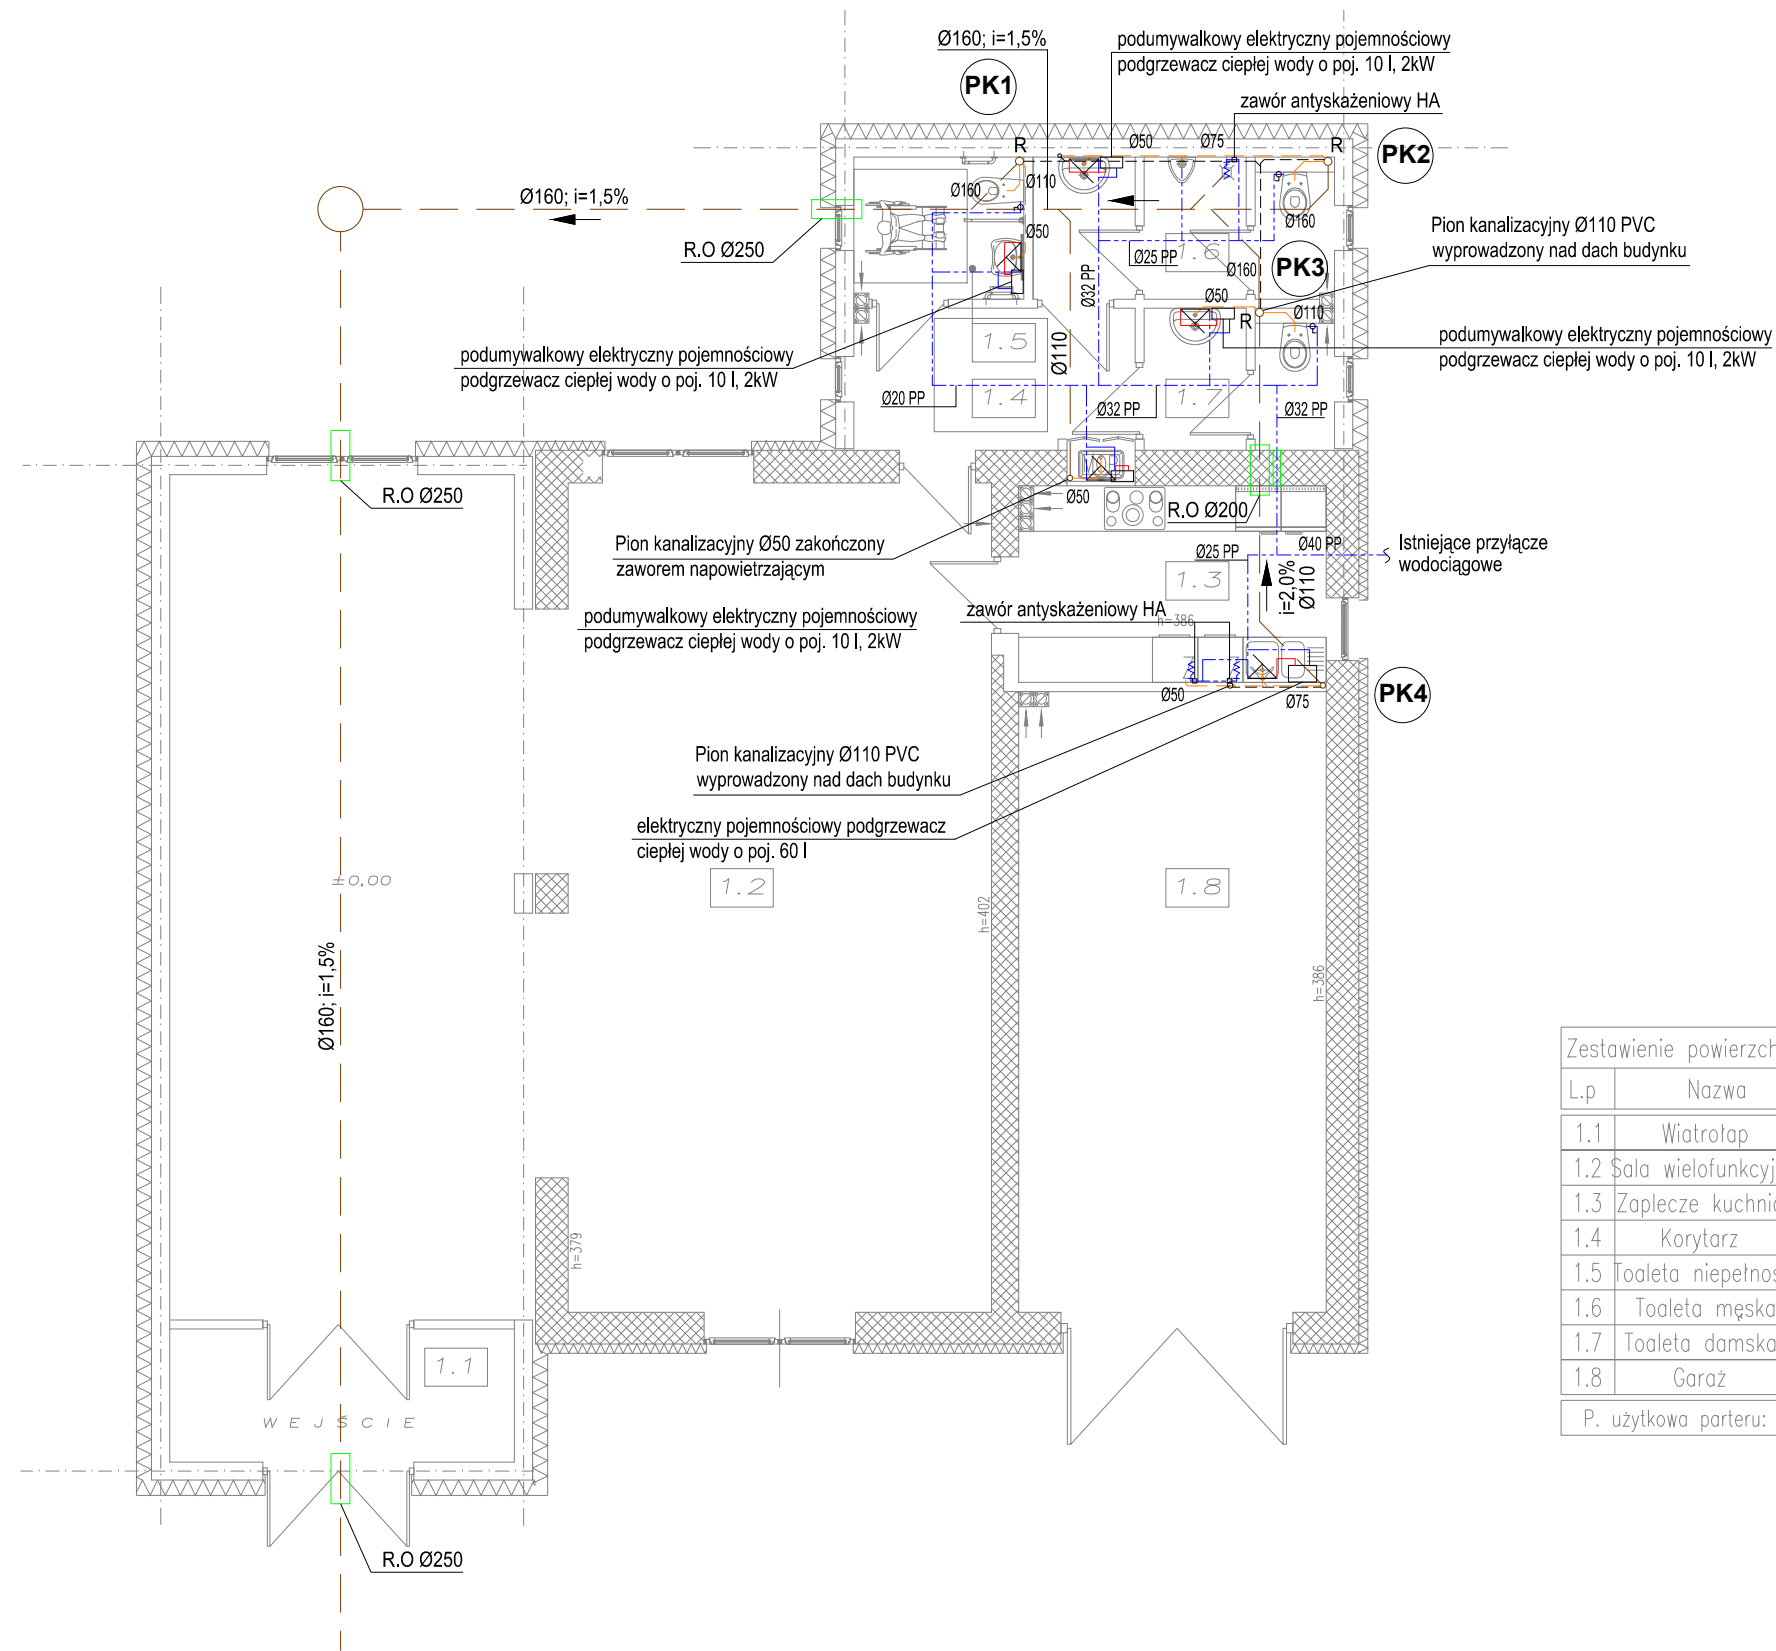 Ø160; i=1,5%
podumywalkowy elektryczny pojemnościowy
podgrzewacz ciepłej wody o poj. 10 l, 2kW
PK1
zawór antyskażeniowy HA
R
Ø50
Ø75
R
PK2
Ø160; i=1,5%
Ø160
Ø110
Ø160
R.O Ø250
Ø50
Ø25 PP
1.6
Ø160
PK3
Pion kanalizacyjny Ø110 PVC
wyprowadzony nad dach budynku
Ø32 PP
Ø50
R
Ø110
podumywalkowy elektryczny pojemnościowy
podgrzewacz ciepłej wody o poj. 10 l, 2kW
1.5
Ø110
podumywalkowy elektryczny pojemnościowy
podgrzewacz ciepłej wody o poj. 10 l, 2kW
Ø20 PP
1.4
Ø32 PP
1.7
Ø32 PP
R.O Ø250
Ø50
R.O Ø200
Pion kanalizacyjny Ø50 zakończony
zaworem napowietrzającym
Ø25 PP
Ø40 PP
Istniejące przyłącze
wodociągowe
1.3
i=2,0%
Ø110
podumywalkowy elektryczny pojemnościowy
podgrzewacz ciepłej wody o poj. 10 l, 2kW
zawór antyskażeniowy HA
h=386
Ø50
Ø75
PK4
Pion kanalizacyjny Ø110 PVC
wyprowadzony nad dach budynku
elektryczny pojemnościowy podgrzewacz
ciepłej wody o poj. 60 l
±0,00
1.2
1.8
h=402
h=386
Ø160; i=1,5%
h=379
1.1
WEJŚCIE
R.O Ø250
Zestawienie powierzch
L.p Nazwa
1.1 Wiatrołap
1.2 Sala wielofunkcyj
1.3 Zaplecze kuchni
1.4 Korytarz
1.5 Toaleta niepełnos
1.6 Toaleta męska
1.7 Toaleta damska
1.8 Garaż
P. użytkowa parteru: